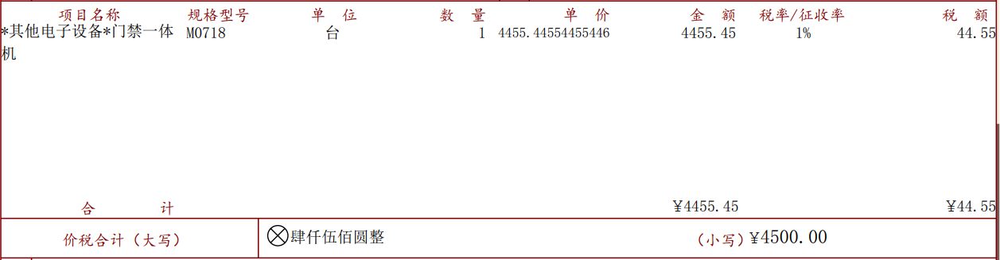 项目名称 规格型号 单 位 数 量 单 价 金 额 税率/征收率 税 额
*其他电子设备*门禁一体 M0718 台 1 4455.44554455446 4455.45 1% 44.55
机
合 计 ¥4455.45 ¥44.55
价税合计（大写） ⊗肆仟伍佰圆整 （小写）¥4500.00